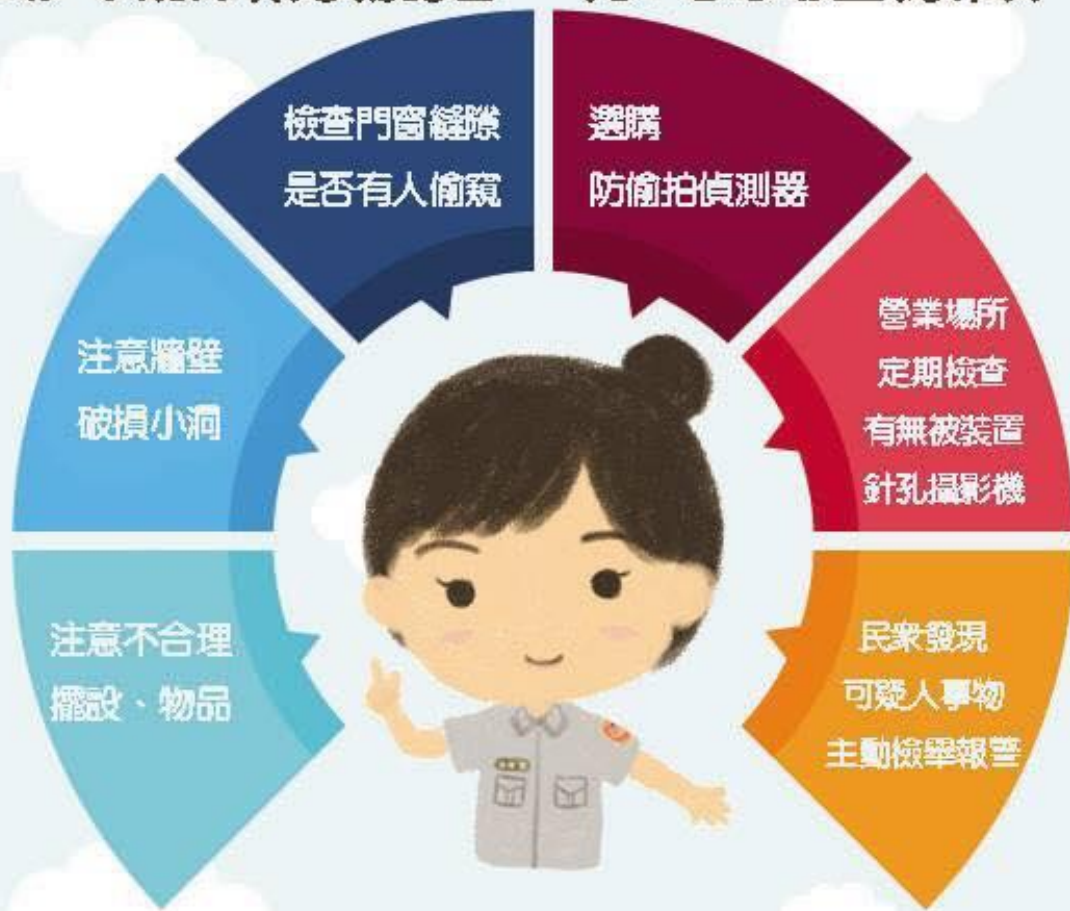 注意不合理
擺設、物品
注意牆壁
破損小洞
檢查門窗縫隙
是否有人偷窺
選購
防偷拍偵測器
營業場所
定期檢查
有無被裝置
針孔攝影機
民眾發現
可疑人事物
主動檢舉報警